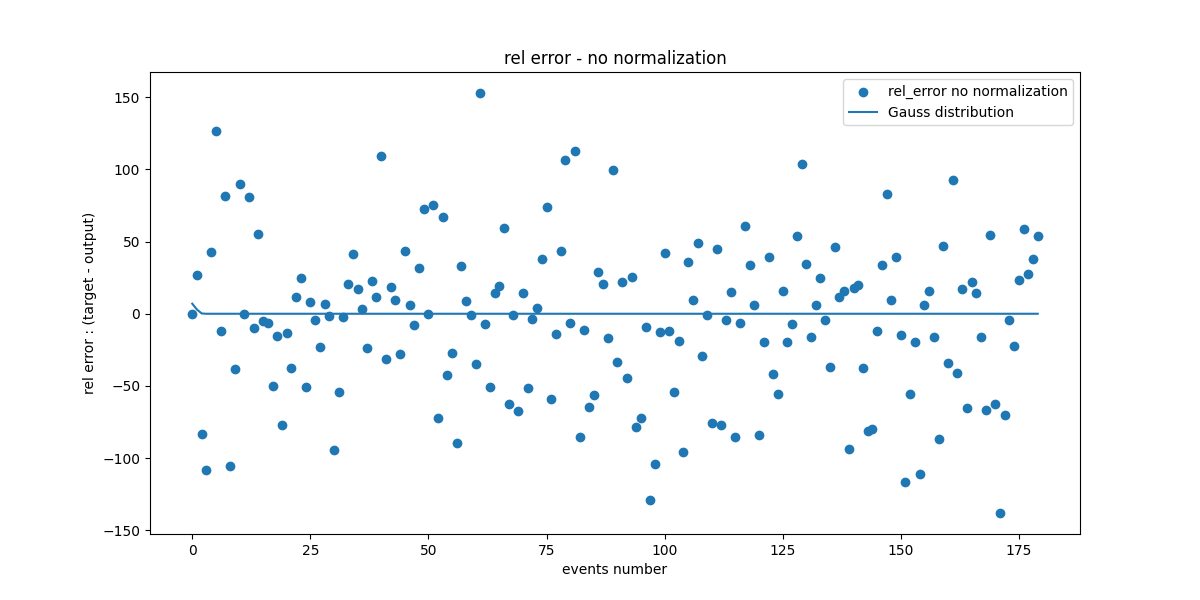 rel error - no normalization
rel_error no normalization
Gauss distribution
rel error : (target - output)
150
100
50
0
−50
−100
−150
0 25 50 75 100 125 150 175
events number